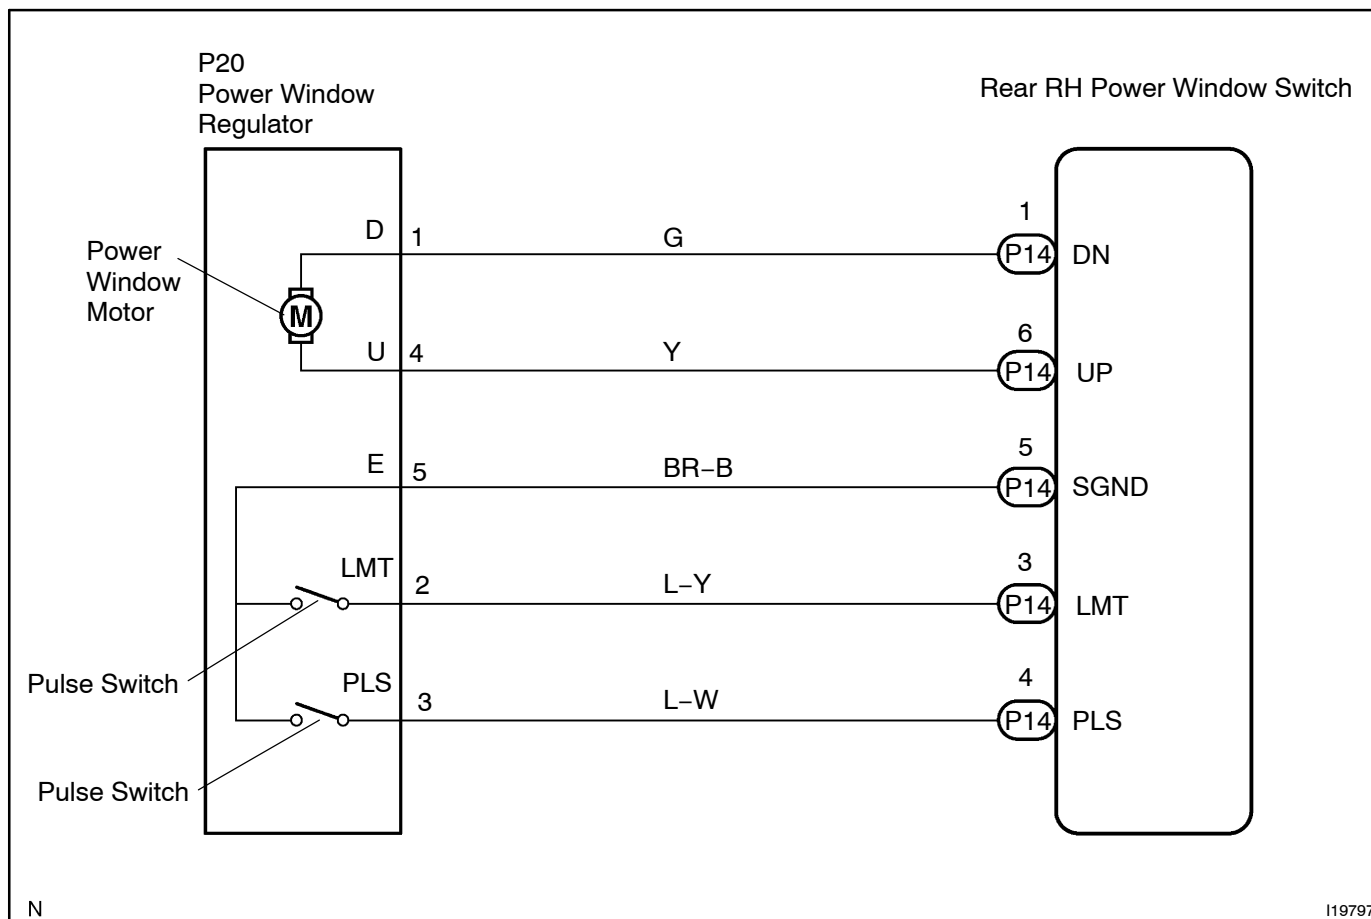 P20
Power Window
Regulator
Rear RH Power Window Switch
Power
Window
Motor
M
D
1
G
1
P14
DN
U
4
Y
6
P14
UP
E
5
BR−B
5
P14
SGND
LMT
2
L−Y
3
P14
LMT
Pulse Switch
PLS
3
L−W
4
P14
PLS
Pulse Switch
N
I19797